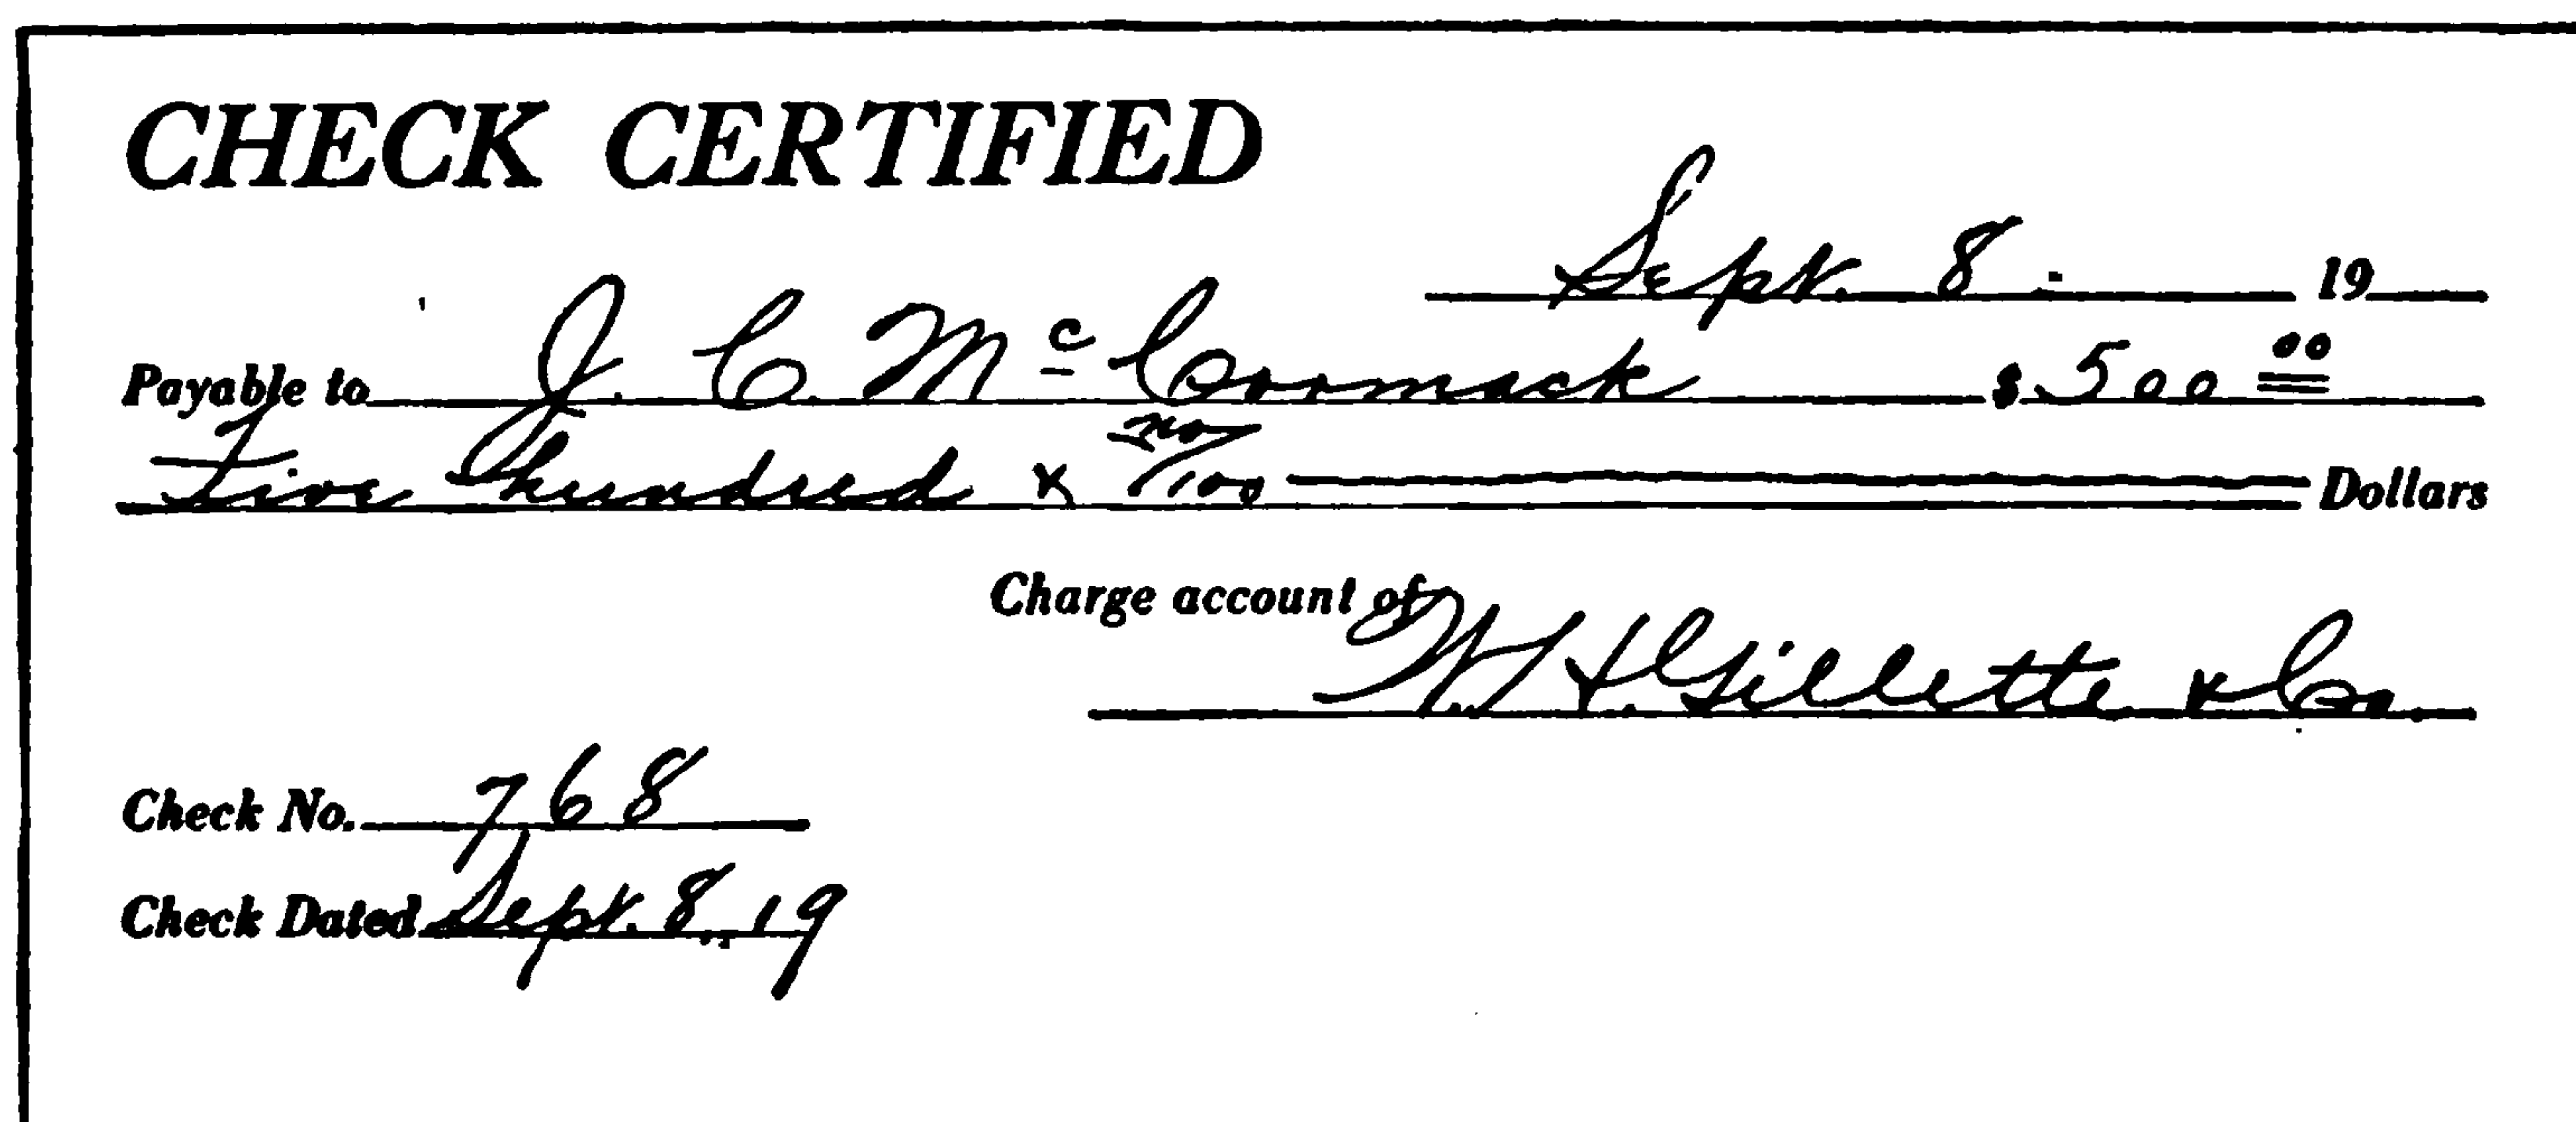 CHECK CERTIFIED
Sept. 8 19
Payable to J. C. McCormack $ 500 00
Five hundred & no/100 Dollars
Charge account of
W. H. Gillette & Co.
Check No. 768
Check Dated Sept. 8, 19